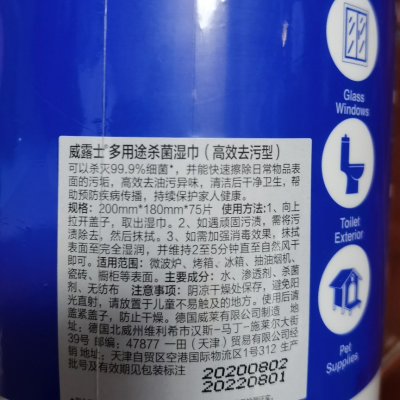 Glass
Windows
Toilet
Exterior
Pet
Supplies
威露士 多用途杀菌湿巾（高效去污型）
可以杀灭99.9%细菌*，并能快速擦除日常物品表
面的污垢，高效去油污异味，清洁后干净卫生，帮
助预防疾病传播，持续保护家人健康。
规格：200mm*180mm*75片 使用方法:1、向上
拉开盖子，取出湿巾。2、如遇顽固污渍，需将污
渍除去，然后抹拭。3、如需加强消毒效果，抹拭
表面至完全湿润，并维持2至5分钟直至自然风干
即可。适用范围：微波炉、烤箱、冰箱、抽油烟机、
瓷砖、橱柜等表面。主要成分：水、渗透剂、杀菌
剂、无纺布 注意事项：阴凉干燥处保存，避免阳
光直射，请放置于儿童不易触及的地方。使用后请
盖紧盖子，防止干燥。德国威莱有限公司制造 地
址：德国北威州维利希市汉斯-马丁-施莱尔大街
39号 邮编：47877 一田（天津）贸易有限公司经
销 地址：天津自贸区空港国际物流区1号312 生产
批号及有效期见包装标注
20200802
20220801